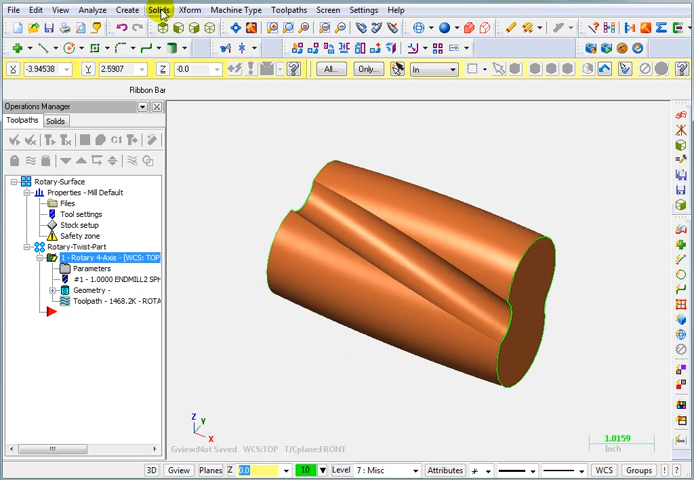 File Edit View Analyze Create Solids Xform Machine Type Toolpaths Screen Settings Help
X -3.94538 Y 2.5907 Z -0.0 All... Only... In
Ribbon Bar
Operations Manager
Toolpaths Solids
G1
Rotary-Surface
Properties - Mill Default
Files
Tool settings
Stock setup
Safety zone
Rotary-Twist-Part
1 - Rotary 4-Axis - [WCS: TOP
Parameters
#1 - 1.0000 ENDMILL2 SPH
Geometry -
Toolpath - 1468.2K - ROTA
Z Y X
Gview:Not Saved WCS:TOP T/Cplane:FRONT
1.0159
Inch
3D Gview Planes Z 0.0 10 Level 7 : Misc Attributes WCS Groups ! ?